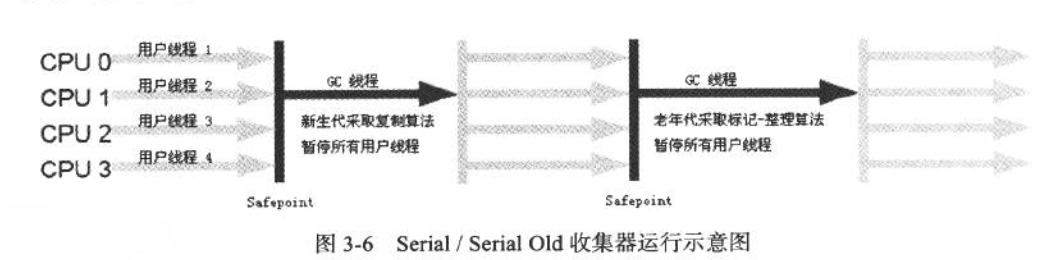 CPU 0 用户线程 1
CPU 1 用户线程 2
CPU 2 用户线程 3
CPU 3 用户线程 4
GC 线程
新生代采取复制算法
暂停所有用户线程
Safepoint
GC 线程
老年代采取标记-整理算法
暂停所有用户线程
Safepoint
图 3-6 Serial / Serial Old 收集器运行示意图